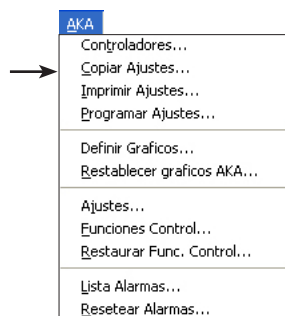 AKA
Controladores...
Copiar Ajustes...
Imprimir Ajustes...
Programar Ajustes...
Definir Graficos...
Restablecer graficos AKA...
Ajustes...
Funciones Control...
Restaurar Func. Control...
Lista Alarmas...
Resetear Alarmas...